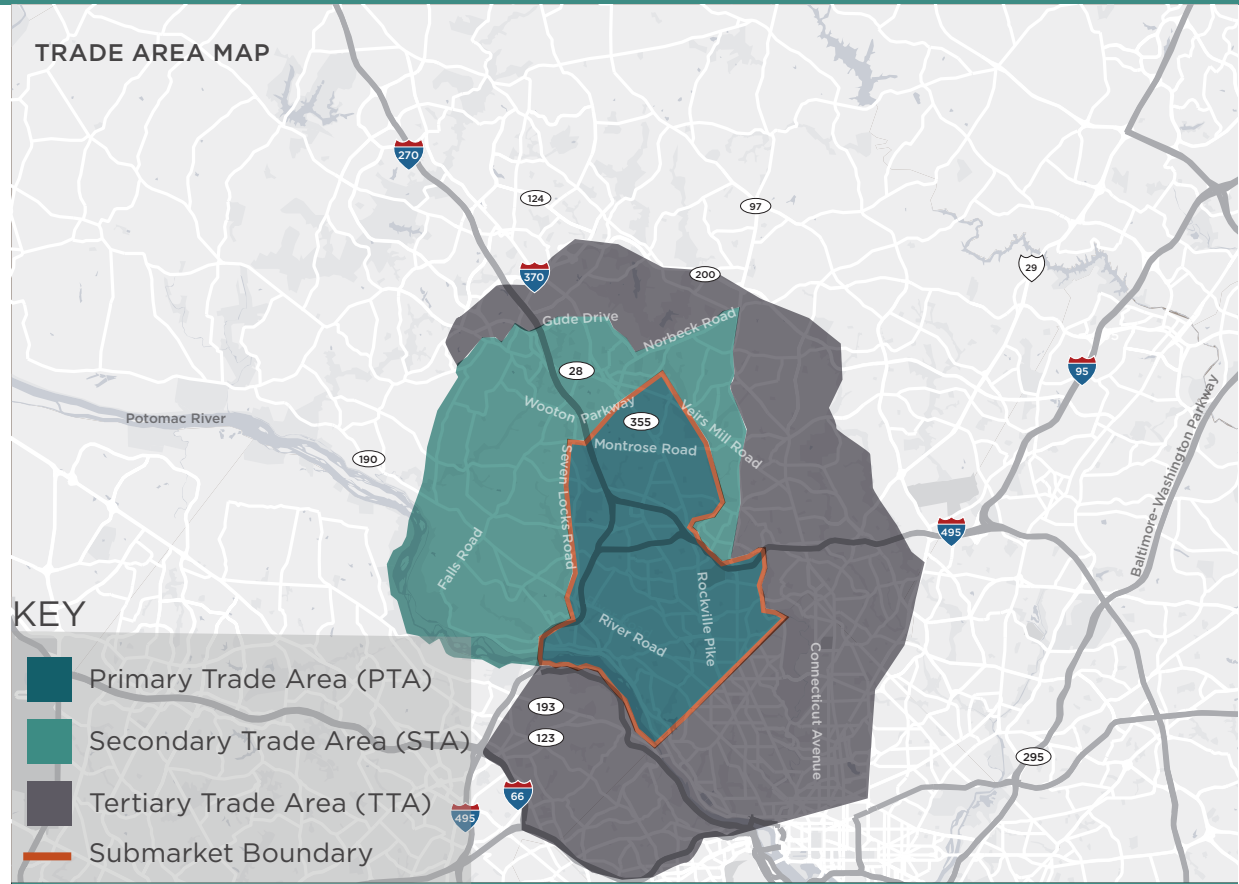 TRADE AREA MAP
270
124
97
370
200
29
Gude Drive
Norbeck Road
28
95
Wooton Parkway
355
Veirs Mill Road
Potomac River
Montrose Road
190
Seven Locks Road
Baltimore-Washington Parkway
495
Falls Road
Rockville Pike
River Road
Connecticut Avenue
KEY
Primary Trade Area (PTA)
193
Secondary Trade Area (STA)
123
295
Tertiary Trade Area (TTA)
66
495
Submarket Boundary